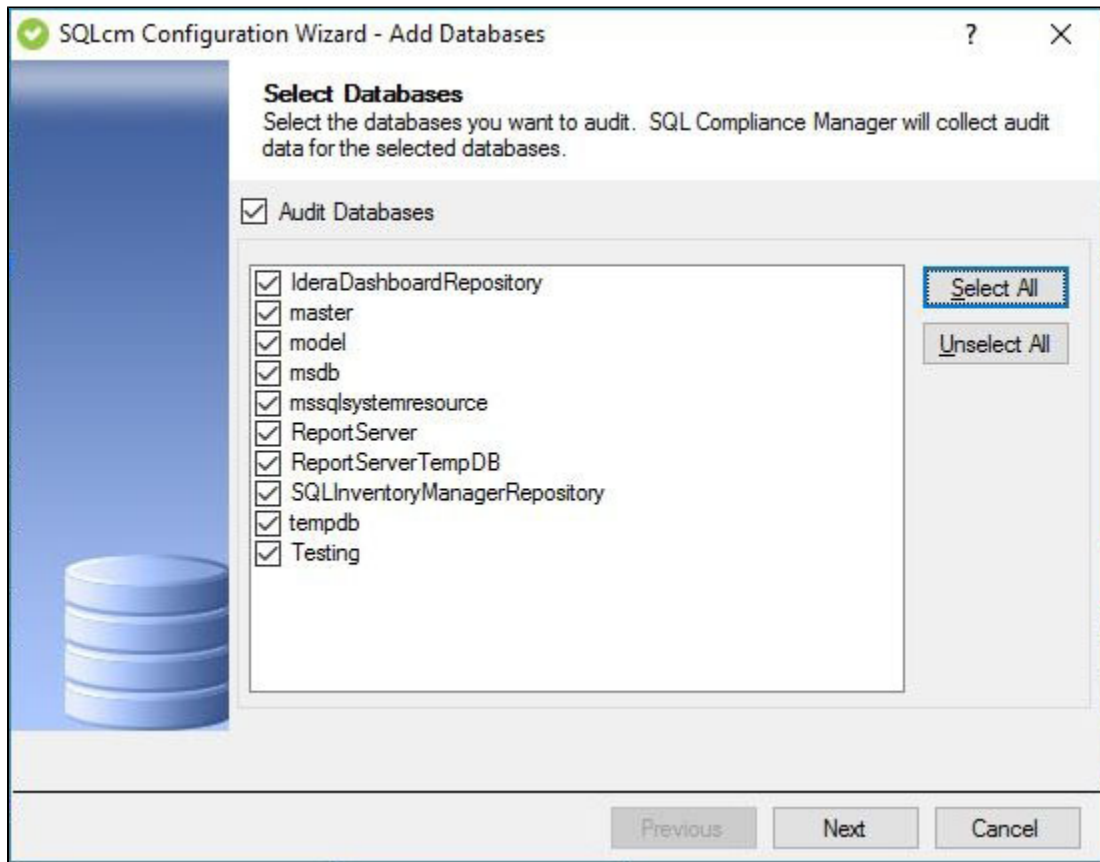 SQLcm Configuration Wizard - Add Databases
?
Select Databases
Select the databases you want to audit. SQL Compliance Manager will collect audit
data for the selected databases.
Audit Databases
IderaDashboardRepository
master
model
msdb
mssqlsystemresource
ReportServer
ReportServerTempDB
SQLInventoryManagerRepository
tempdb
Testing
Select All
Unselect All
Previous
Next
Cancel